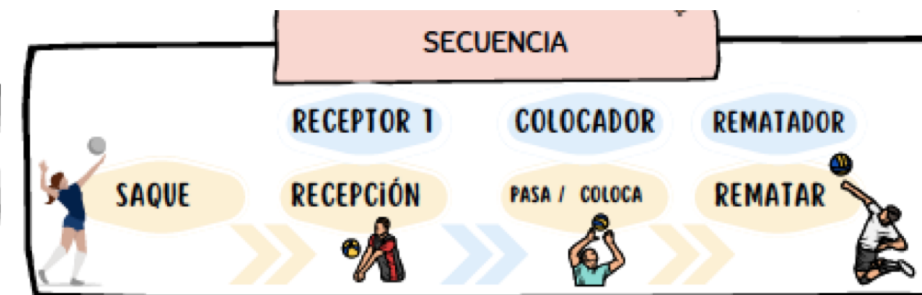 SECUENCIA
RECEPTOR 1 COLOCADOR REMATADOR
SAQUE RECEPCiÓN PASA / COLOCA REMATAR